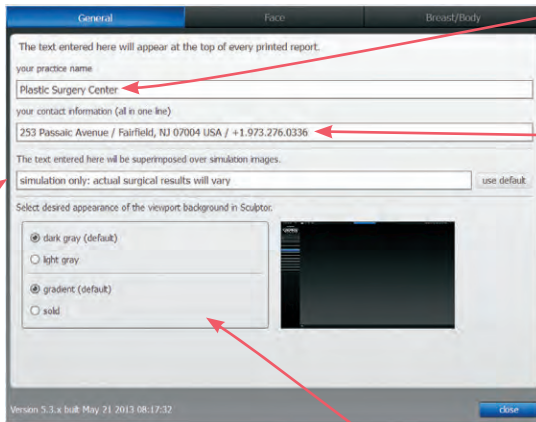 General Face Breast/Body
The text entered here will appear at the top of every printed report.
your practice name
Plastic Surgery Center
your contact information (all in one line)
253 Passaic Avenue / Fairfield, NJ 07004 USA / +1.973.276.0336
The text entered here will be superimposed over simulation images.
simulation only: actual surgical results will vary use default
Select desired appearance of the viewport background in Sculptor.
dark gray (default)
light gray
gradient (default)
solid
Version 5.3.x built May 21 2013 08:17:32 close